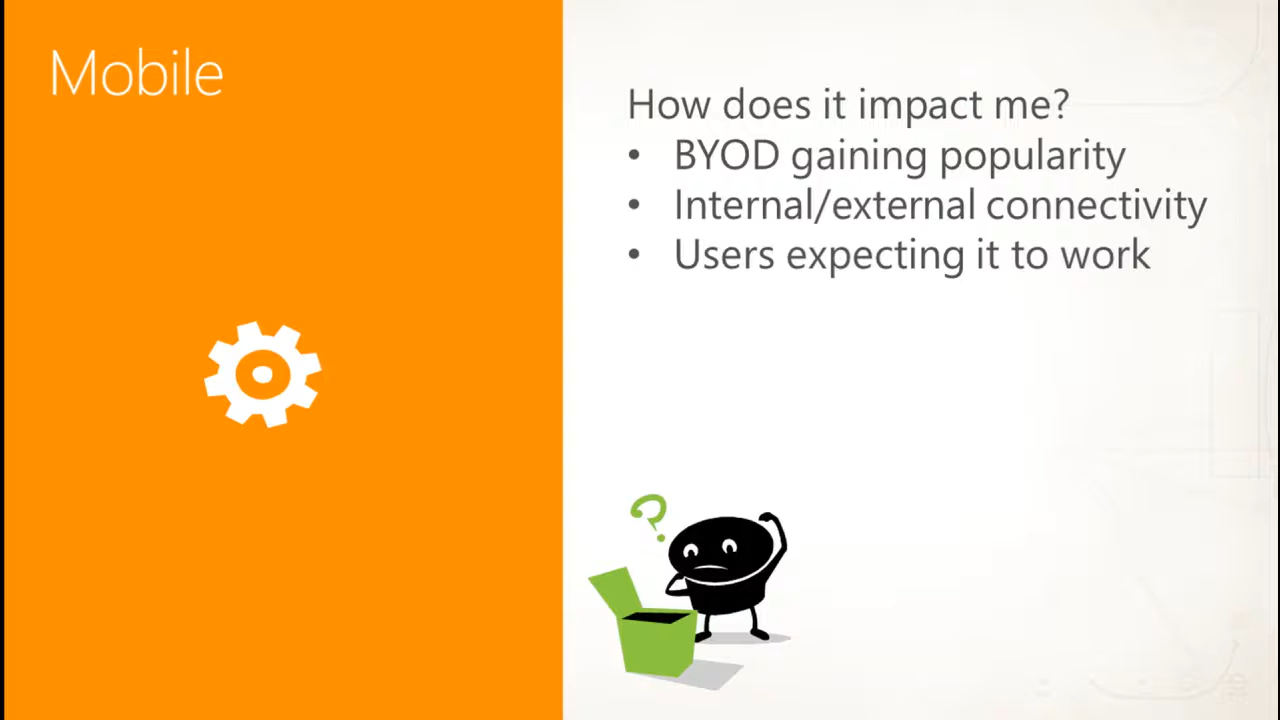 Mobile
How does it impact me?
• BYOD gaining popularity
• Internal/external connectivity
• Users expecting it to work
?